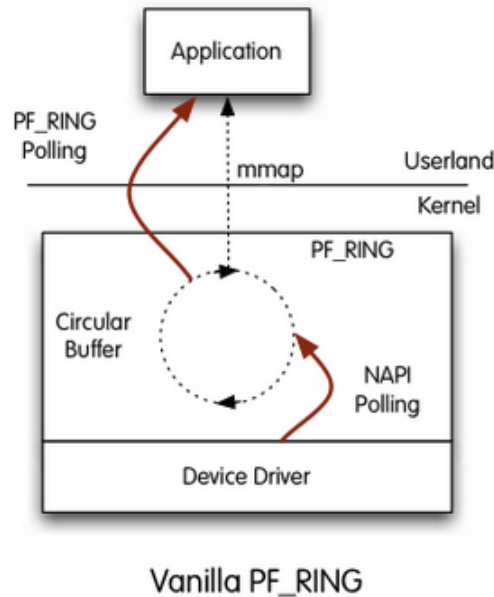 Application
PF_RING
Polling
mmap
Userland
Kernel
PF_RING
Circular
Buffer
NAPI
Polling
Device Driver
Vanilla PF_RING